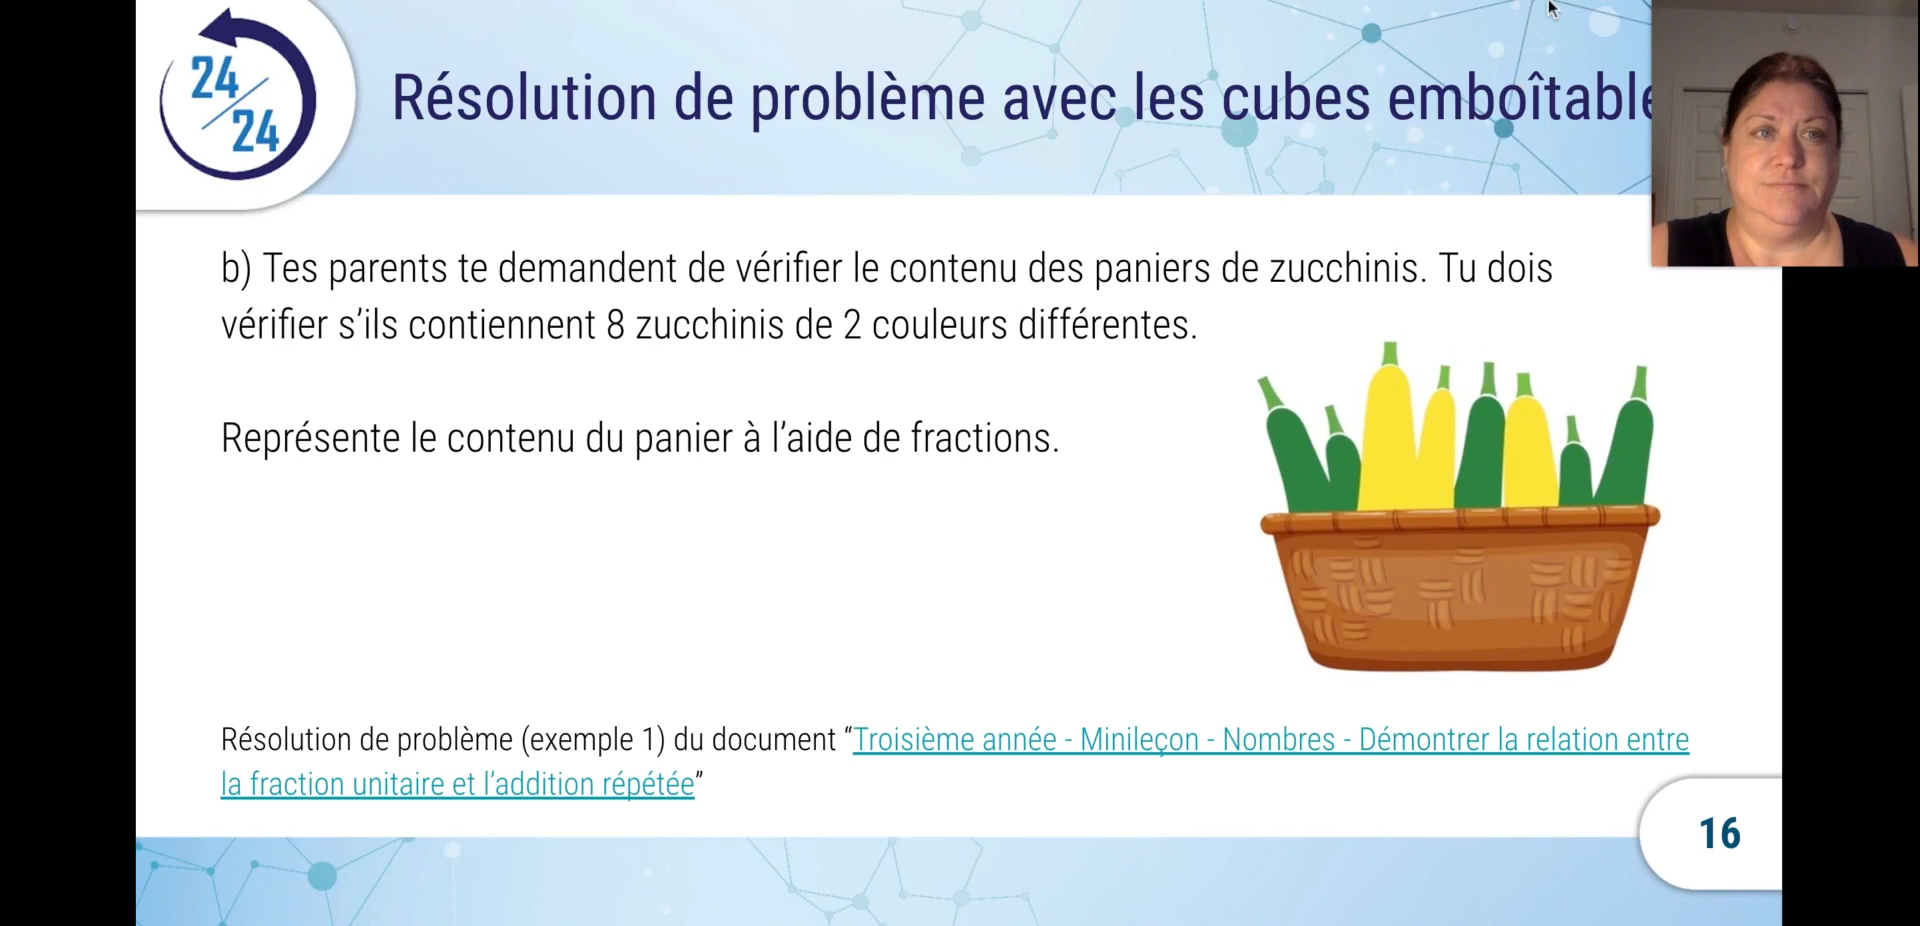 24
24
Résolution de problème avec les cubes emboîtable
b) Tes parents te demandent de vérifier le contenu des paniers de zucchinis. Tu dois
vérifier s’ils contiennent 8 zucchinis de 2 couleurs différentes.
Représente le contenu du panier à l’aide de fractions.
Résolution de problème (exemple 1) du document “Troisième année - Minileçon - Nombres - Démontrer la relation entre
la fraction unitaire et l’addition répétée”
16